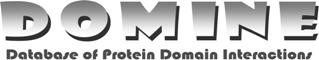 DOMINE
Database of Protein Domain Interactions